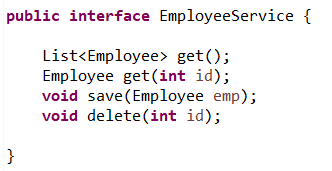 public interface EmployeeService {
List<Employee> get();
Employee get(int id);
void save(Employee emp);
void delete(int id);
}